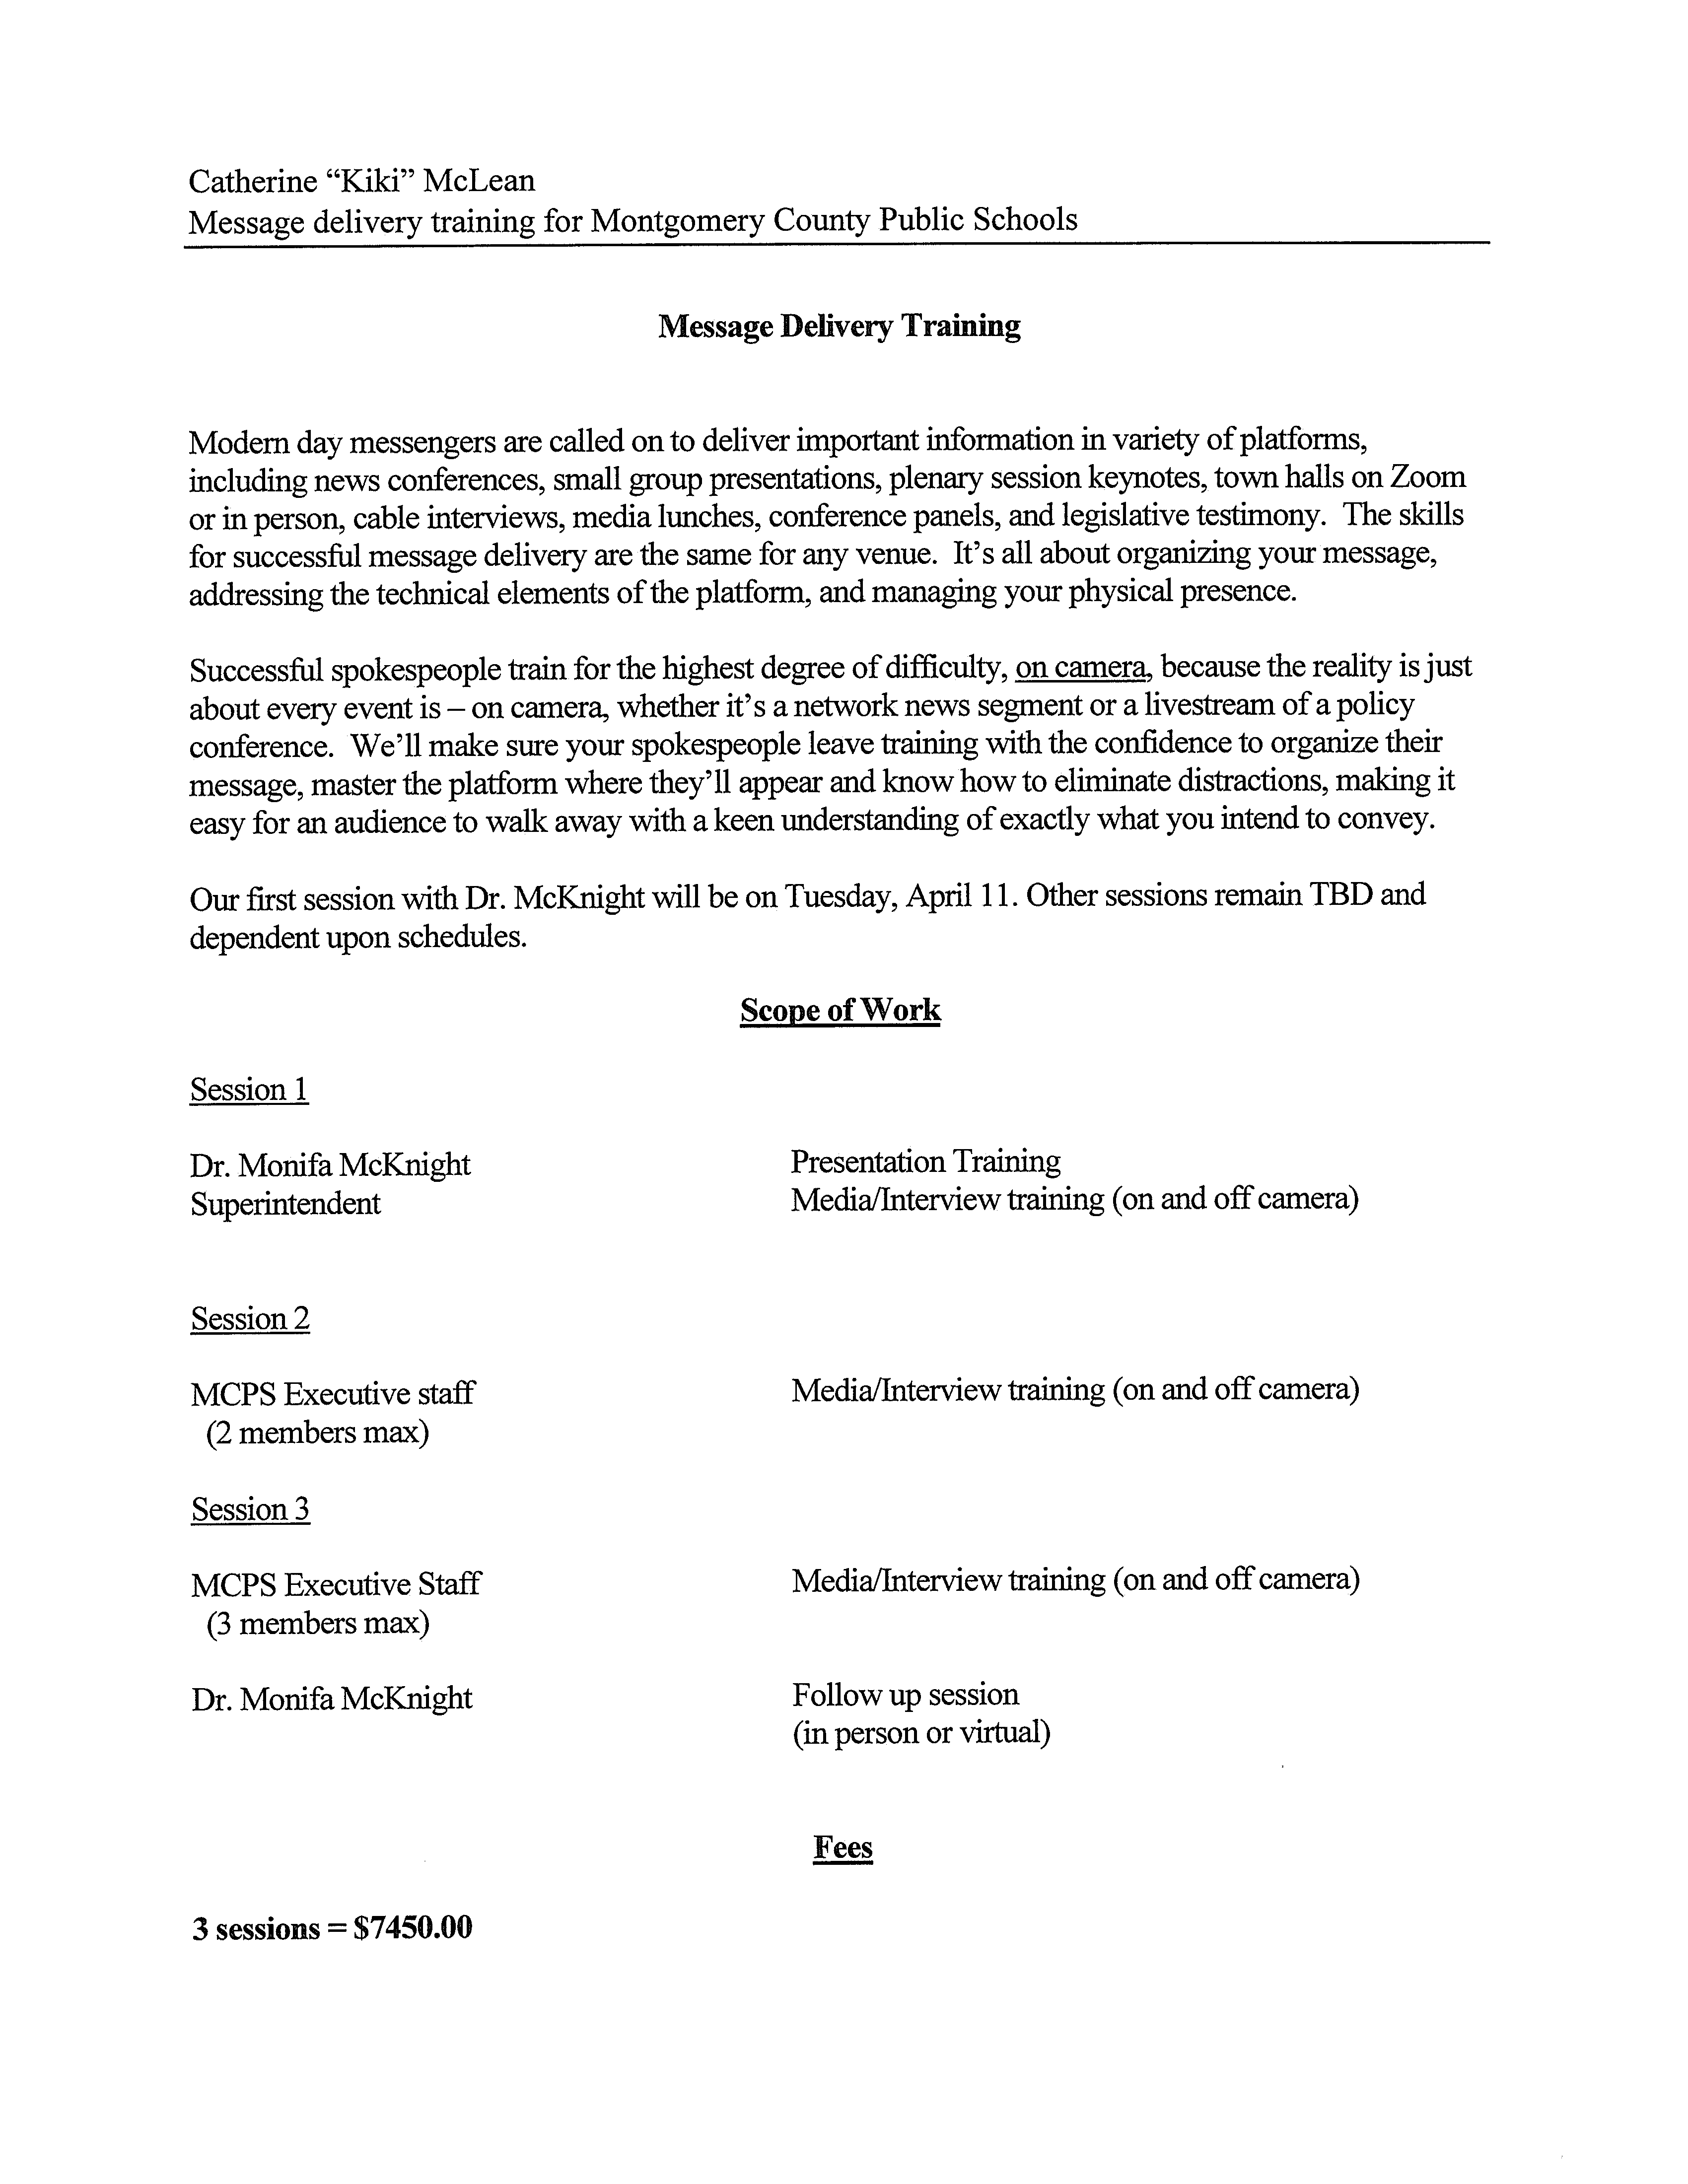 Catherine “Kiki” McLean
Message delivery training for Montgomery County Public Schools
Message Delivery Training
Modern day messengers are called on to deliver important information in variety of platforms,
including news conferences, small group presentations, plenary session keynotes, town halls on Zoom
or in person, cable interviews, media lunches, conference panels, and legislative testimony.  The skills
for successful message delivery are the same for any venue.  It’s all about organizing your message,
addressing the technical elements of the platform, and managing your physical presence.
Successful spokespeople train for the highest degree of difficulty, on camera, because the reality is just
about every event is – on camera, whether it’s a network news segment or a livestream of a policy
conference.  We’ll make sure your spokespeople leave training with the confidence to organize their
message, master the platform where they’ll appear and know how to eliminate distractions, making it
easy for an audience to walk away with a keen understanding of exactly what you intend to convey.
Our first session with Dr. McKnight will be on Tuesday, April 11. Other sessions remain TBD and
dependent upon schedules.
Scope of Work
Session 1
Dr. Monifa McKnight Presentation Training
Superintendent Media/Interview training (on and off camera)
Session 2
MCPS Executive staff Media/Interview training (on and off camera)
(2 members max)
Session 3
MCPS Executive Staff Media/Interview training (on and off camera)
(3 members max)
Dr. Monifa McKnight Follow up session
(in person or virtual)
Fees
3 sessions = $7450.00